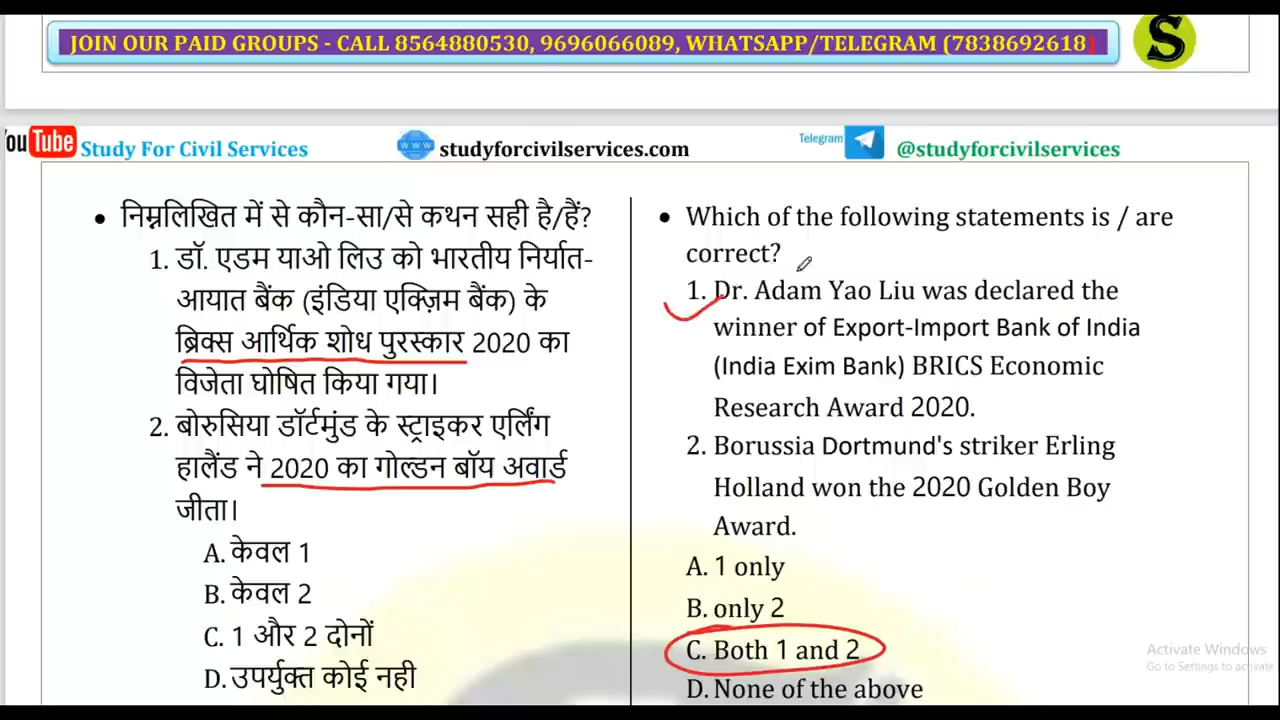 JOIN OUR PAID GROUPS - CALL 8564880530, 9696066089, WHATSAPP/TELEGRAM (7838692618)
S
YouTube Study For Civil Services
www studyforcivilservices.com
Telegram @studyforcivilservices
• निम्नलिखित में से कौन-सा/से कथन सही है/हैं?
1. डॉ. एडम याओ लिउ को भारतीय निर्यात-
आयात बैंक (इंडिया एक्ज़िम बैंक) के
ब्रिक्स आर्थिक शोध पुरस्कार 2020 का
विजेता घोषित किया गया।
2. बोरुसिया डॉर्टमुंड के स्ट्राइकर एर्लिंग
हालैंड ने 2020 का गोल्डन बॉय अवार्ड
जीता।
A. केवल 1
B. केवल 2
C. 1 और 2 दोनों
D. उपर्युक्त कोई नही
• Which of the following statements is / are
correct?
1. Dr. Adam Yao Liu was declared the
winner of Export-Import Bank of India
(India Exim Bank) BRICS Economic
Research Award 2020.
2. Borussia Dortmund's striker Erling
Holland won the 2020 Golden Boy
Award.
A. 1 only
B. only 2
C. Both 1 and 2
D. None of the above
Activate Windows
Go to Settings to activate